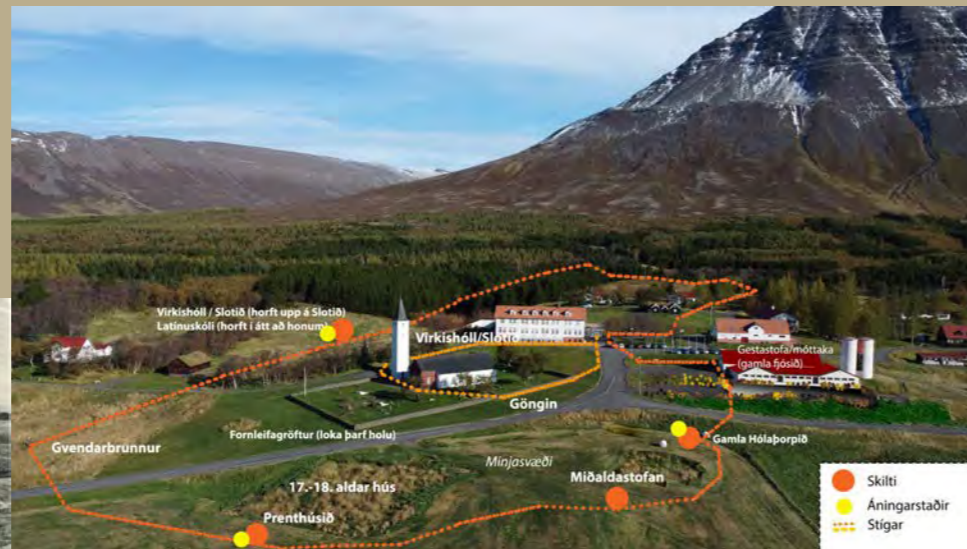 Virkishóll / Slotið (horft upp á Slotið)
Latínuskóli (horft í átt að honum)
Virkishóll/Slotið
Gestastofa/móttaka
(gamla fjósið)
Göngin
Fornleifagröftur (loka þarf holu)
Gamla Hólaþorpið
Gvendarbrunnur
Minjasvæði
17.-18. aldar hús
Miðaldastofan
Prenthúsið
Skilti
Áningarstaðir
Stígar